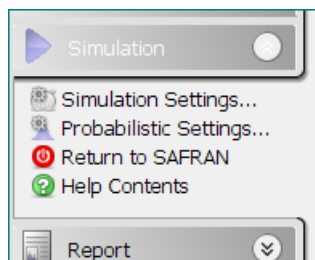 Simulation
Simulation Settings...
Probabilistic Settings...
Return to SAFRAN
Help Contents
Report